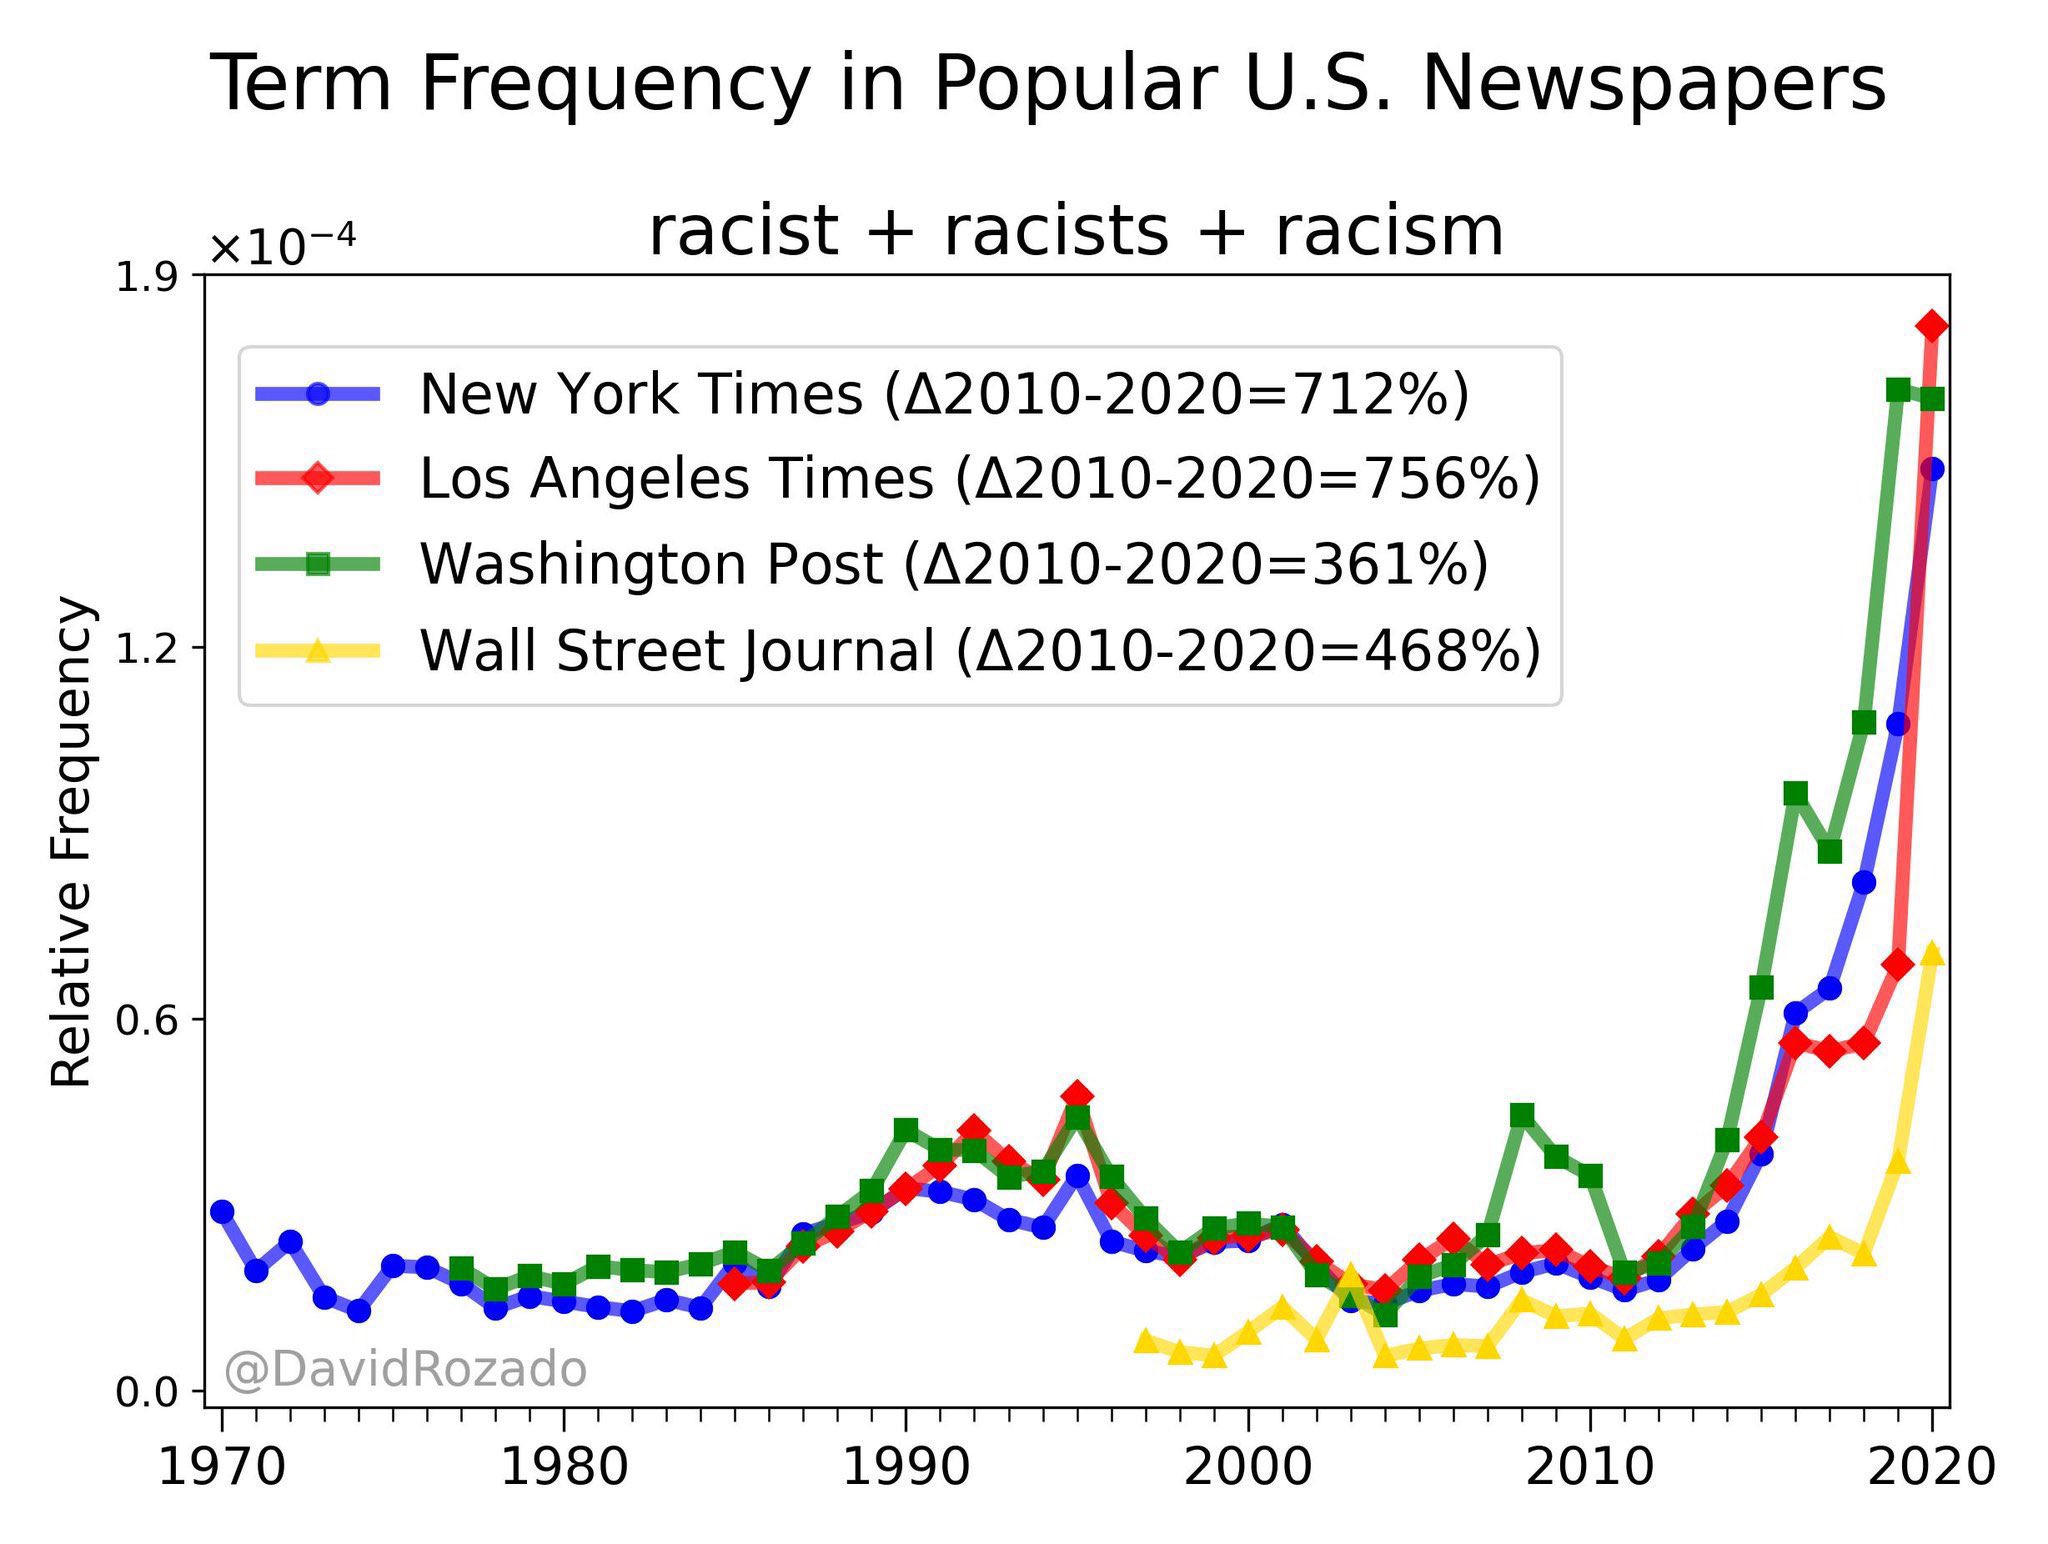 Term Frequency in Popular U.S. Newspapers
racist + racists + racism
×10⁻⁴
1.9
1.2
0.6
0.0
Relative Frequency
New York Times (Δ2010-2020=712%)
Los Angeles Times (Δ2010-2020=756%)
Washington Post (Δ2010-2020=361%)
Wall Street Journal (Δ2010-2020=468%)
@DavidRozado
1970 1980 1990 2000 2010 2020